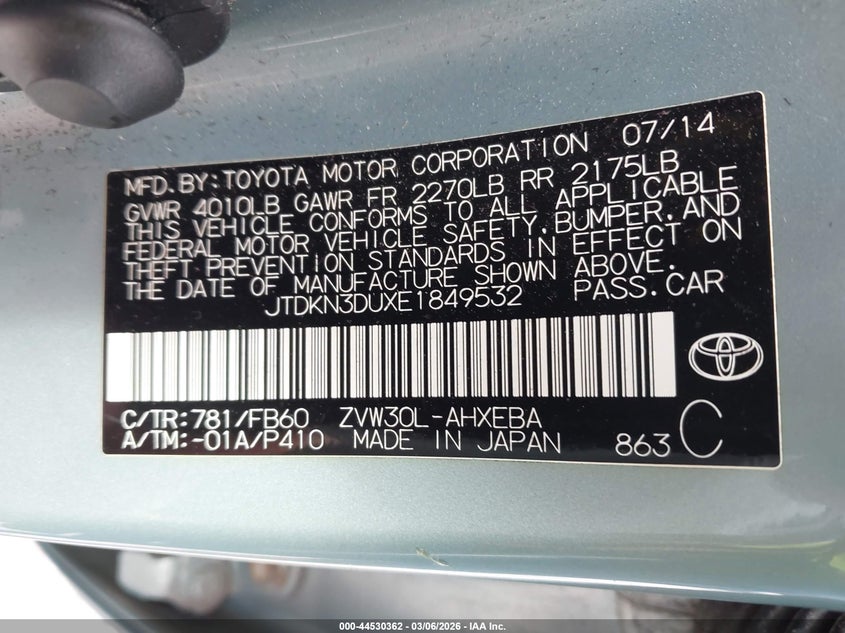 MFD.BY:TOYOTA MOTOR CORPORATION 07/14
GVWR 4010LB GAWR FR 2270LB RR 2175LB
THIS VEHICLE CONFORMS TO ALL APPLICABLE
FEDERAL MOTOR VEHICLE SAFETY,BUMPER,AND
THEFT PREVENTION STANDARDS IN EFFECT ON
THE DATE OF MANUFACTURE SHOWN ABOVE.
JTDKN3DUXE1849532 PASS.CAR
C/TR:781/FB60 ZVW30L-AHXEBA
A/TM:-01A/P410 MADE IN JAPAN 863 C
000-44530362 - 03/06/2026 - IAA Inc.